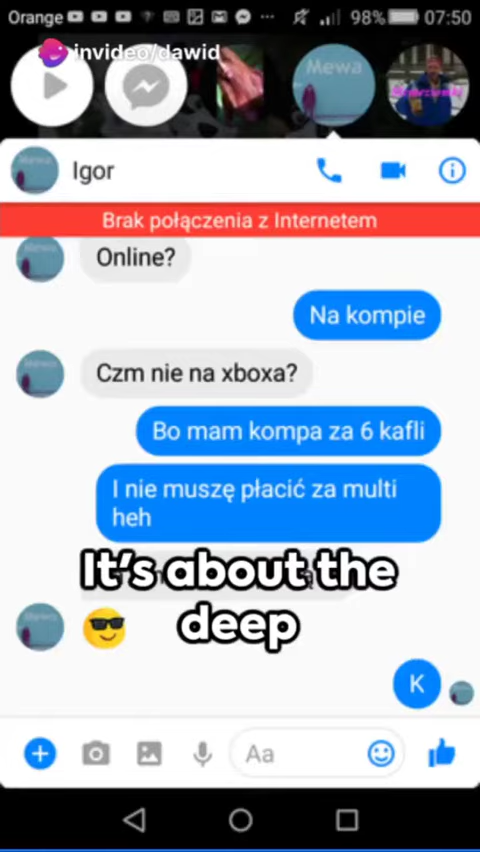 Orange
98%
07:50
invideo/dawid
Mewa
Igor
Brak połączenia z Internetem
Online?
Na kompie
Czm nie na xboxa?
Bo mam kompa za 6 kafli
I nie muszę płacić za multi
heh
It's about the
deep
K
Aa